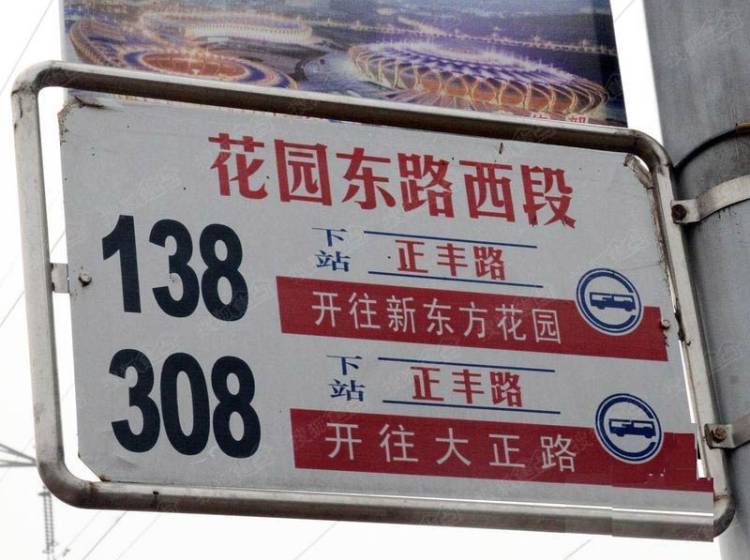 花园东路西段
138
下站
正丰路
开往新东方花园
308
下站
正丰路
开往大正路